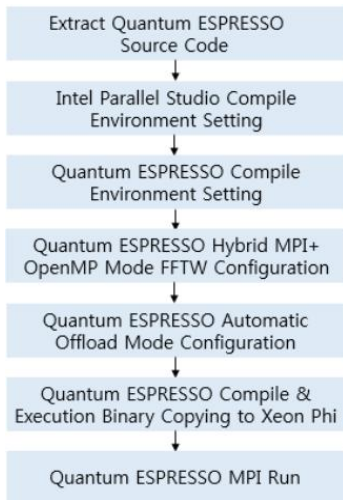 Extract Quantum ESPRESSO
Source Code
Intel Parallel Studio Compile
Environment Setting
Quantum ESPRESSO Compile
Environment Setting
Quantum ESPRESSO Hybrid MPI+
OpenMP Mode FFTW Configuration
Quantum ESPRESSO Automatic
Offload Mode Configuration
Quantum ESPRESSO Compile &
Execution Binary Copying to Xeon Phi
Quantum ESPRESSO MPI Run